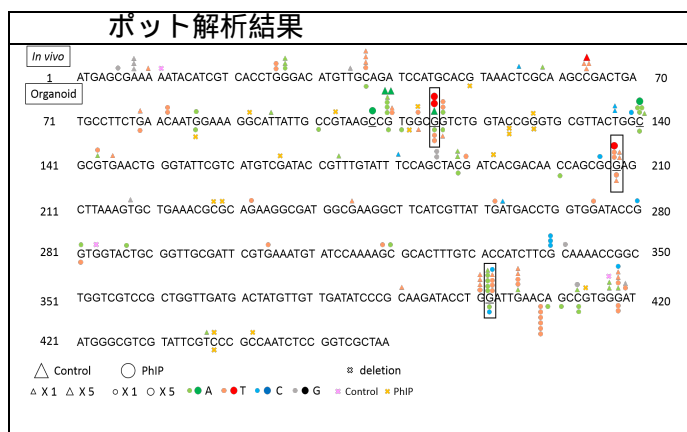 ポット解析結果
In vivo
1 ATGAGCGAAA AATACATCGT CACCTGGGAC ATGTTGCAGA TCCATGCACG TAAACTCGCA AGCCGACTGA 70
Organoid
71 TGCCTTCTGA ACAATGGAAA GGCATTATTG CCGTAAGCCG TGGCGGTCTG GTACCGGGTG CGTTACTGGC 140
141 GCGTGAACTG GGTATTCGTC ATGTCGATAC CGTTTGTATT TCCAGCTACG ATCACGACAA CCAGCGCGAG 210
211 CTTAAAGTGC TGAAACGCGC AGAAGGCGAT GGCGAAGGCT TCATCGTTAT TGATGACCTG GTGGATACCG 280
281 GTGGTACTGC GGTTGCGATT CGTGAAATGT ATCCAAAAGC GCACTTTGTC ACCATCTTCG CAAAACCGGC 350
351 TGGTCGTCCG CTGGTTGATG ACTATGTTGT TGATATCCCG CAAGATACCT GGATTGAACA GCCGTGGGAT 420
421 ATGGGCGTCG TATTCGTCCC GCCAATCTCC GGTCGCTAA
Control PhIP deletion
X 1 X 5 X 1 X 5 A T C G Control PhIP